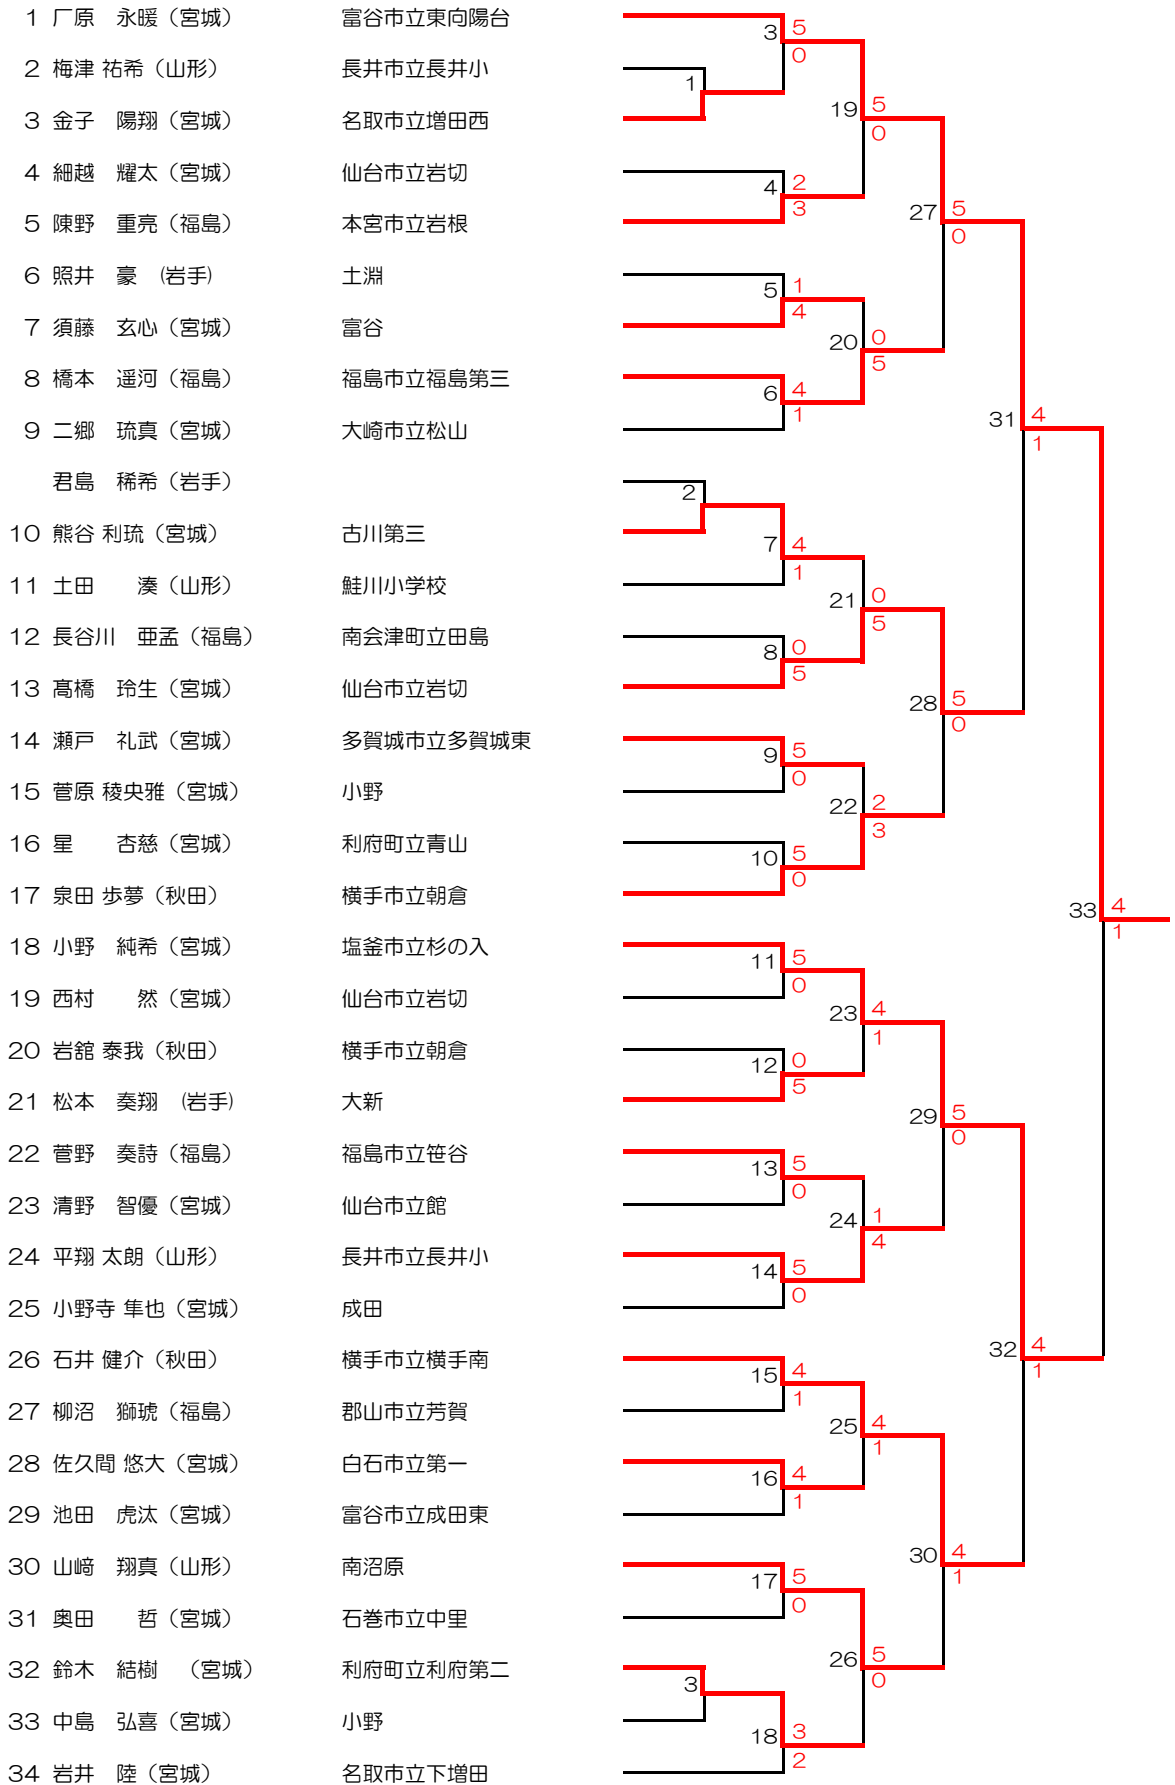 1 厂原　永暖（宮城） 富谷市立東向陽台
2 梅津 祐希（山形） 長井市立長井小
3 金子　陽翔（宮城） 名取市立増田西
4 細越　耀太（宮城） 仙台市立岩切
5 陳野　重亮（福島） 本宮市立岩根
6 照井　豪　(岩手) 土淵
7 須藤　玄心（宮城） 富谷
8 橋本　遥河（福島） 福島市立福島第三
9 二郷　琉真（宮城） 大崎市立松山
君島　稀希（岩手）
10 熊谷 利琉（宮城） 古川第三
11 土田　　湊（山形） 鮭川小学校
12 長谷川　亜孟（福島） 南会津町立田島
13 髙橋　玲生（宮城） 仙台市立岩切
14 瀬戸　礼武（宮城） 多賀城市立多賀城東
15 菅原 稜央雅（宮城） 小野
16 星　　杏慈（宮城） 利府町立青山
17 泉田 歩夢（秋田） 横手市立朝倉
18 小野　純希（宮城） 塩釜市立杉の入
19 西村　　然（宮城） 仙台市立岩切
20 岩舘 泰我（秋田） 横手市立朝倉
21 松本　奏翔　(岩手) 大新
22 菅野　奏詩（福島） 福島市立笹谷
23 清野　智優（宮城） 仙台市立館
24 平翔 太朗（山形） 長井市立長井小
25 小野寺 隼也（宮城） 成田
26 石井 健介（秋田） 横手市立横手南
27 柳沼　獅琥（福島） 郡山市立芳賀
28 佐久間 悠大（宮城） 白石市立第一
29 池田　虎汰（宮城） 富谷市立成田東
30 山﨑　翔真（山形） 南沼原
31 奥田　　哲（宮城） 石巻市立中里
32 鈴木　結樹　（宮城） 利府町立利府第二
33 中島　弘喜（宮城） 小野
34 岩井　陸（宮城） 名取市立下増田
1
2
3
3 5 0
4 2 3
5 1 4
6 4 1
7 4 1
8 0 5
9 5 0
10 5 0
11 5 0
12 0 5
13 5 0
14 5 0
15 4 1
16 4 1
17 5 0
18 3 2
19 5 0
20 0 5
21 0 5
22 2 3
23 4 1
24 1 4
25 4 1
26 5 0
27 5 0
28 5 0
29 5 0
30 4 1
31 4 1
32 4 1
33 4 1